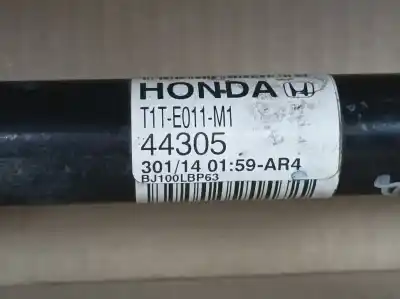 HONDA
T1T-E011-M1
44305
301/14 01:59-AR4
BJ100LBP63